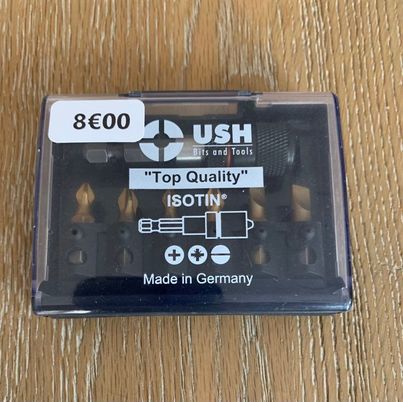 8€00
USH
Bits and Tools
"Top Quality"
ISOTIN®
Made in Germany